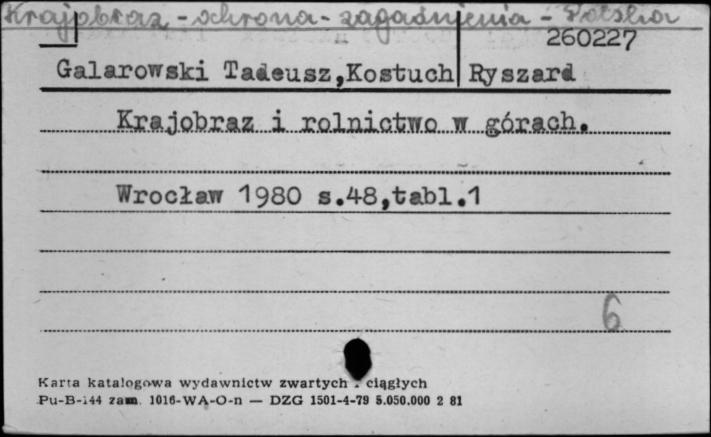 Krajobraz - ochrona - zagadnienia - Polska
260227
Galarowski Tadeusz,Kostuch Ryszard
Krajobraz i rolnictwo w górach.
Wrocław 1980 s.48,tabl.1
6
Karta katalogowa wydawnictw zwartych . ciągłych
Pu-B-144 zam. 1016-WA-O-n — DZG 1501-4-79 5.050.000 2 81